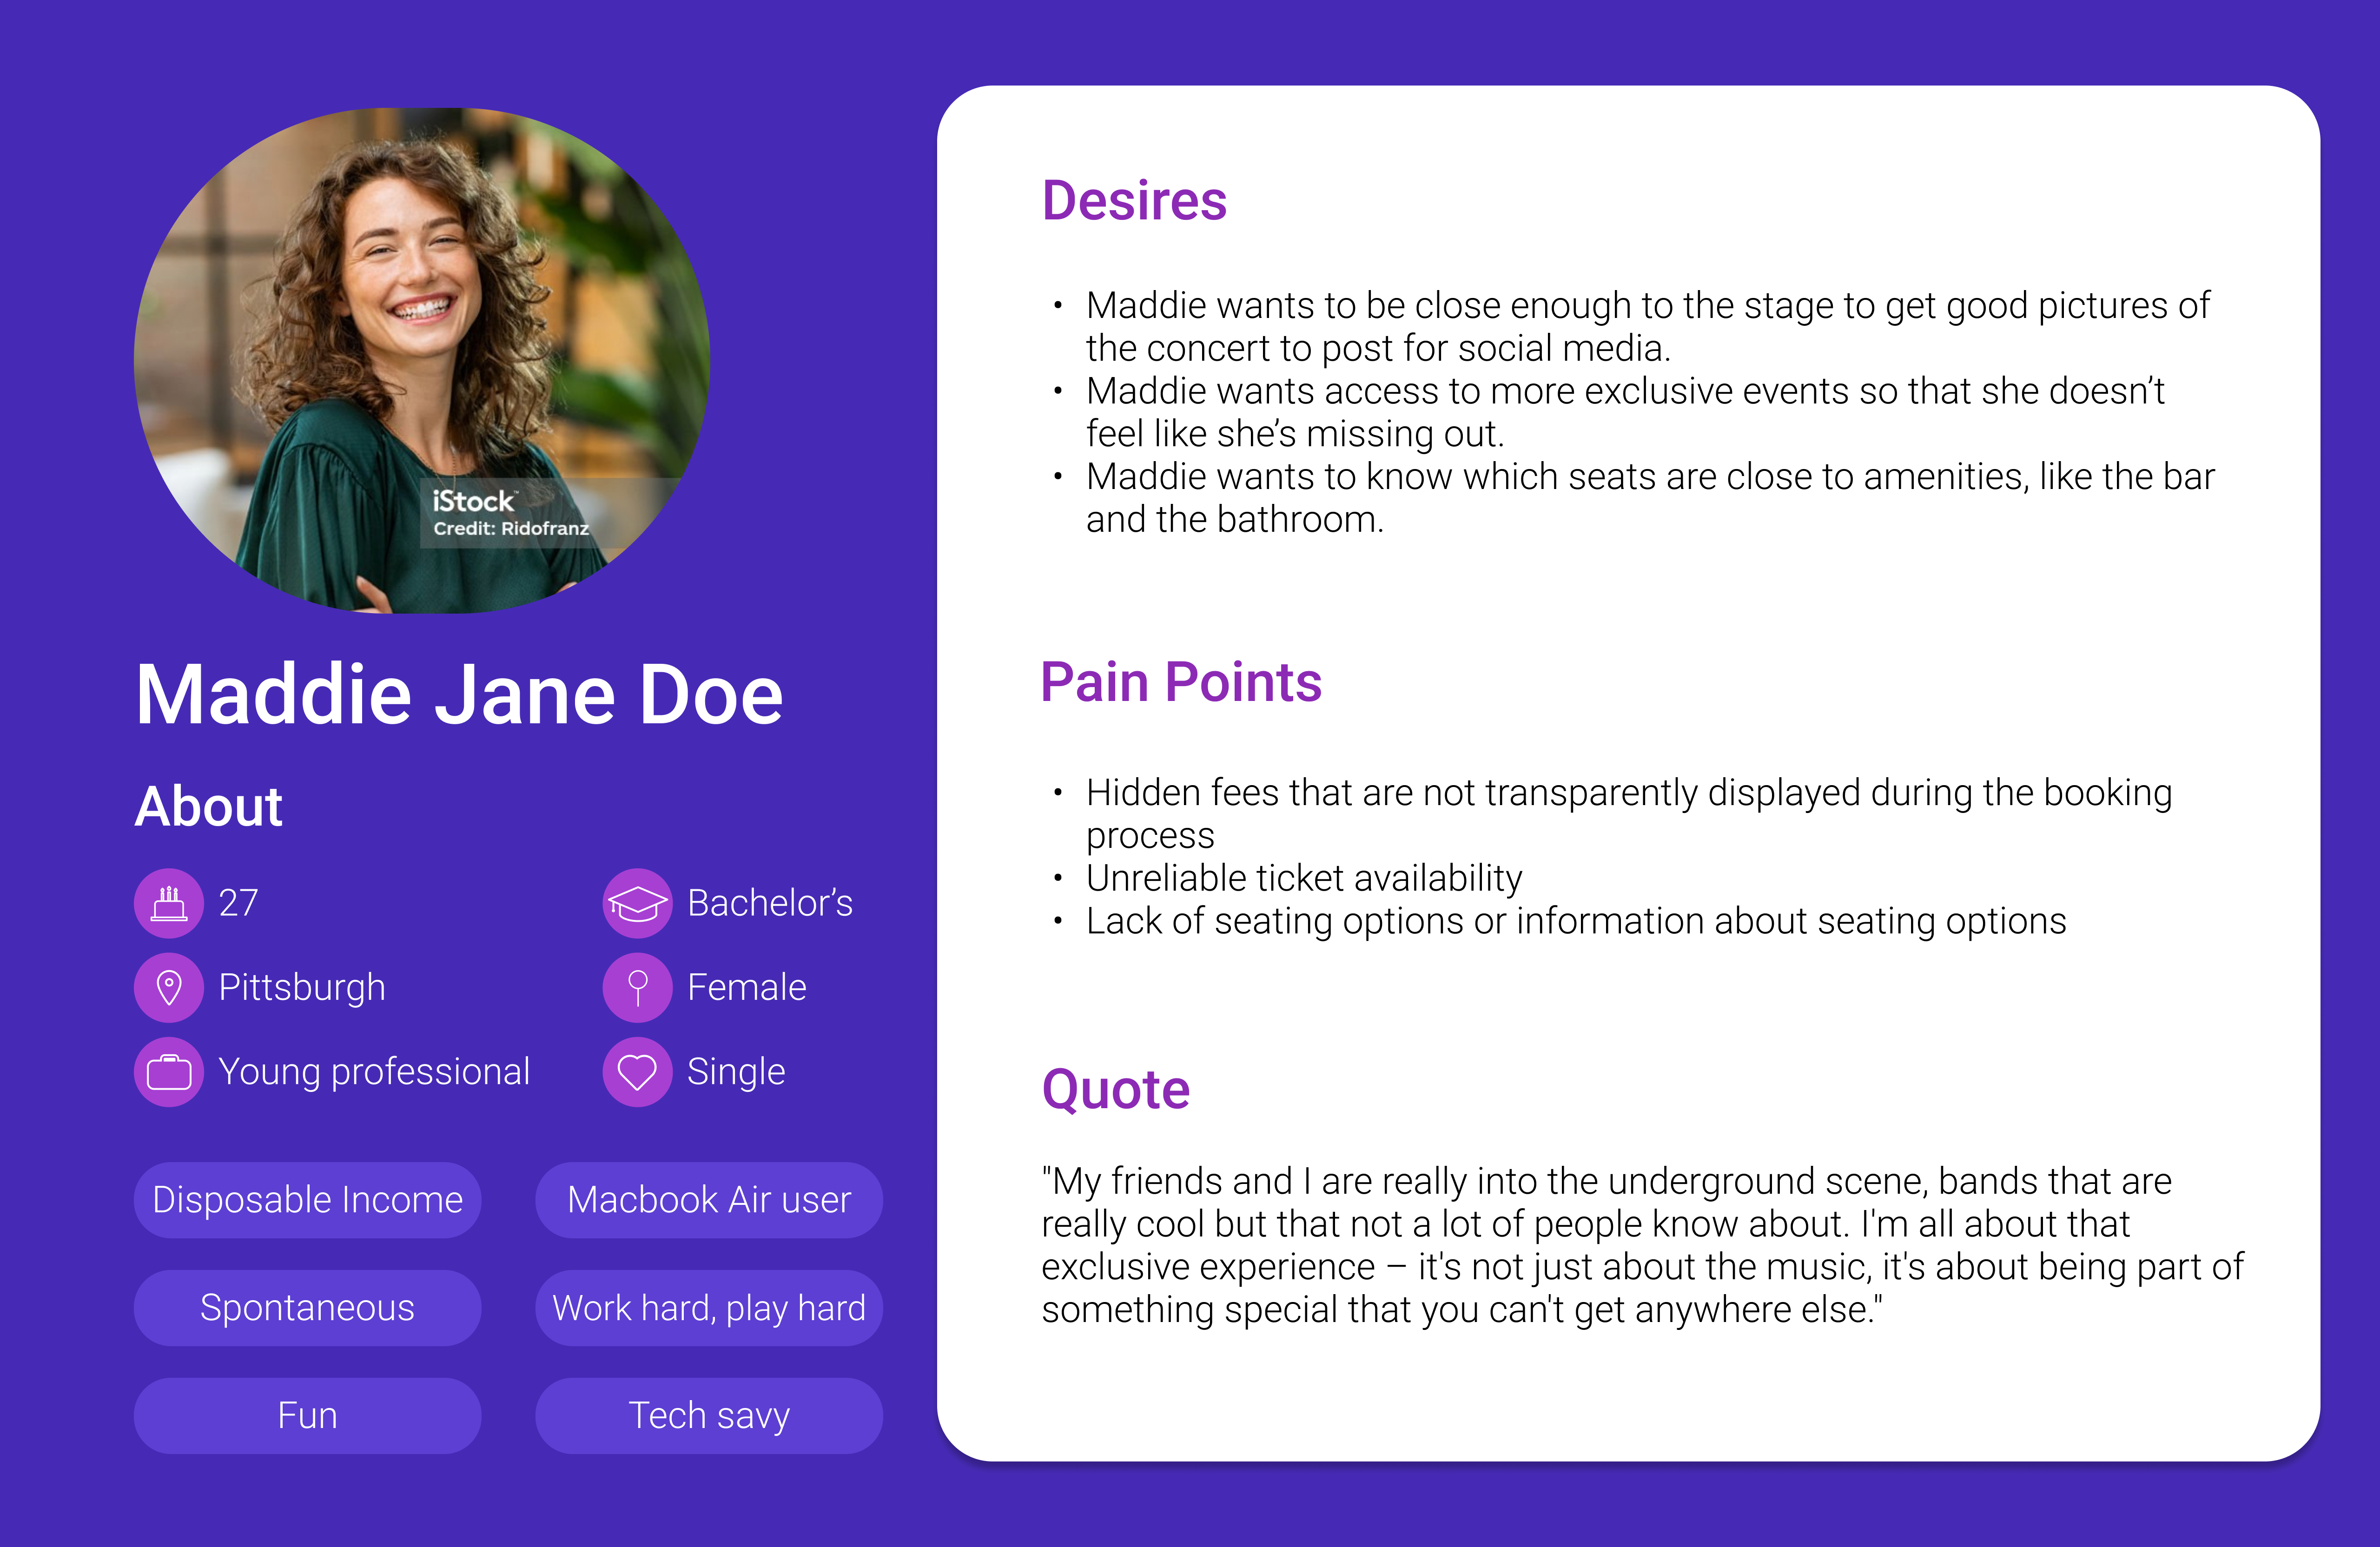 iStock™
Credit: Ridofranz
Maddie Jane Doe
About
27
Bachelor’s
Pittsburgh
Female
Young professional
Single
Disposable Income
Macbook Air user
Spontaneous
Work hard, play hard
Fun
Tech savy
Desires
• Maddie wants to be close enough to the stage to get good pictures of
the concert to post for social media.
• Maddie wants access to more exclusive events so that she doesn’t
feel like she’s missing out.
• Maddie wants to know which seats are close to amenities, like the bar
and the bathroom.
Pain Points
• Hidden fees that are not transparently displayed during the booking
process
• Unreliable ticket availability
• Lack of seating options or information about seating options
Quote
"My friends and I are really into the underground scene, bands that are
really cool but that not a lot of people know about. I'm all about that
exclusive experience – it's not just about the music, it's about being part of
something special that you can't get anywhere else."